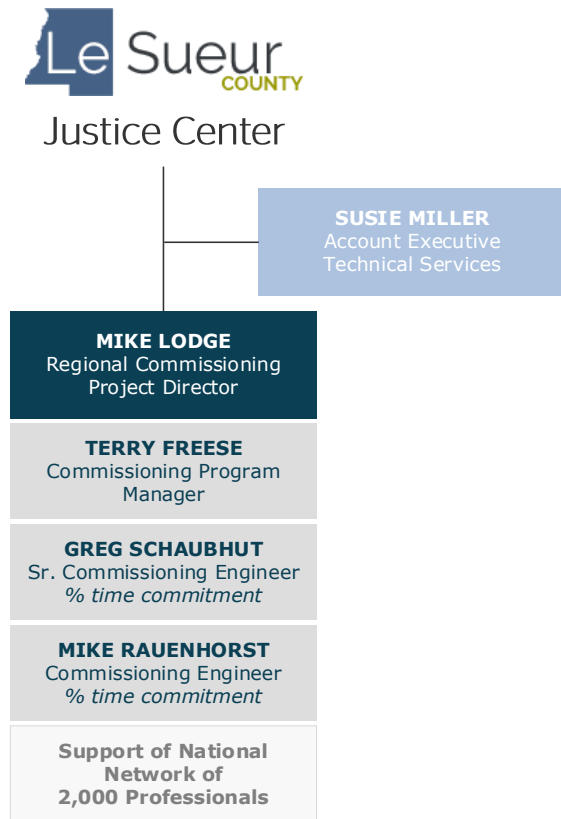 Le Sueur
COUNTY
Justice Center
SUSIE MILLER
Account Executive
Technical Services
MIKE LODGE
Regional Commissioning
Project Director
TERRY FREESE
Commissioning Program
Manager
GREG SCHAUBHUT
Sr. Commissioning Engineer
% time commitment
MIKE RAUENHORST
Commissioning Engineer
% time commitment
Support of National
Network of
2,000 Professionals